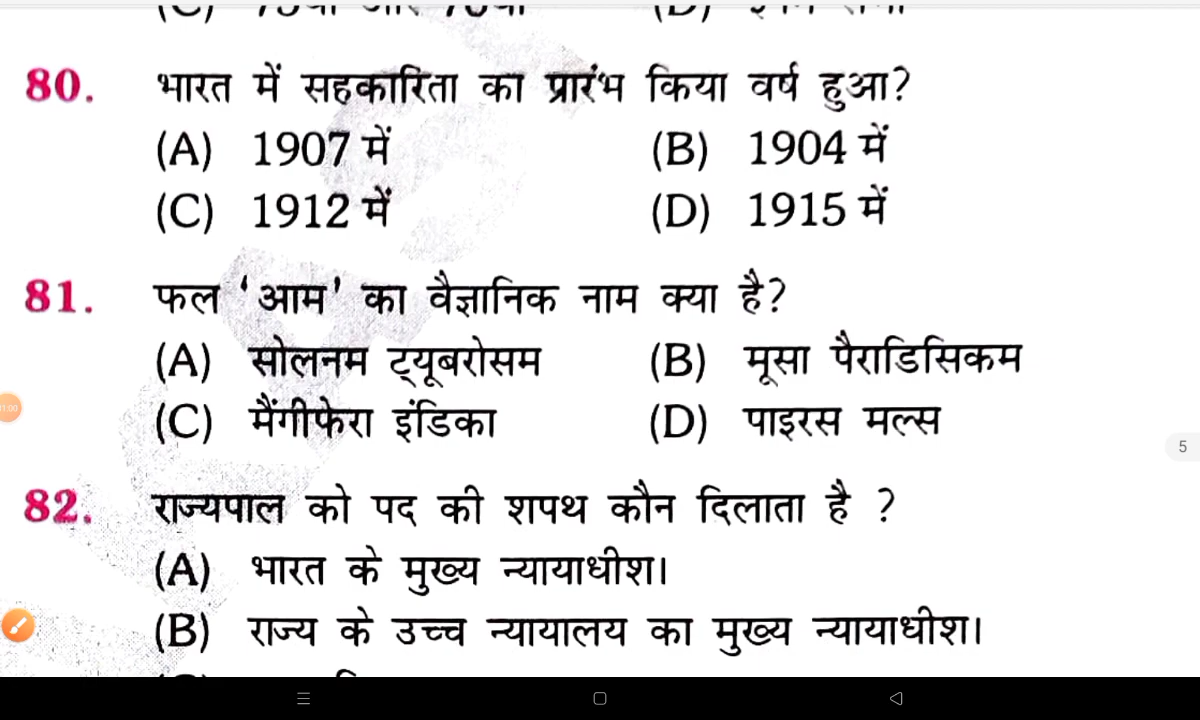 80. भारत में सहकारिता का प्रारंभ किया वर्ष हुआ?
(A) 1907 में (B) 1904 में
(C) 1912 में (D) 1915 में
81. फल ‘आम’ का वैज्ञानिक नाम क्या है?
(A) सोलनम ट्यूबरोसम (B) मूसा पैराडिसिकम
(C) मैंगीफेरा इंडिका (D) पाइरस मल्स
5
82. राज्यपाल को पद की शपथ कौन दिलाता है ?
(A) भारत के मुख्य न्यायाधीश।
(B) राज्य के उच्च न्यायालय का मुख्य न्यायाधीश।